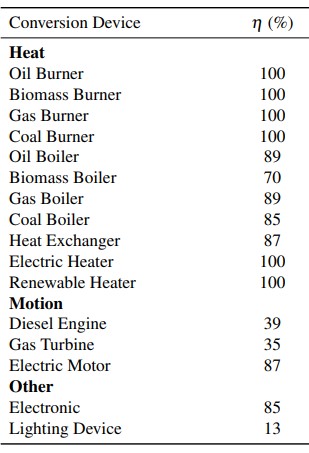 Conversion Device η (%)
Heat
Oil Burner 100
Biomass Burner 100
Gas Burner 100
Coal Burner 100
Oil Boiler 89
Biomass Boiler 70
Gas Boiler 89
Coal Boiler 85
Heat Exchanger 87
Electric Heater 100
Renewable Heater 100
Motion
Diesel Engine 39
Gas Turbine 35
Electric Motor 87
Other
Electronic 85
Lighting Device 13